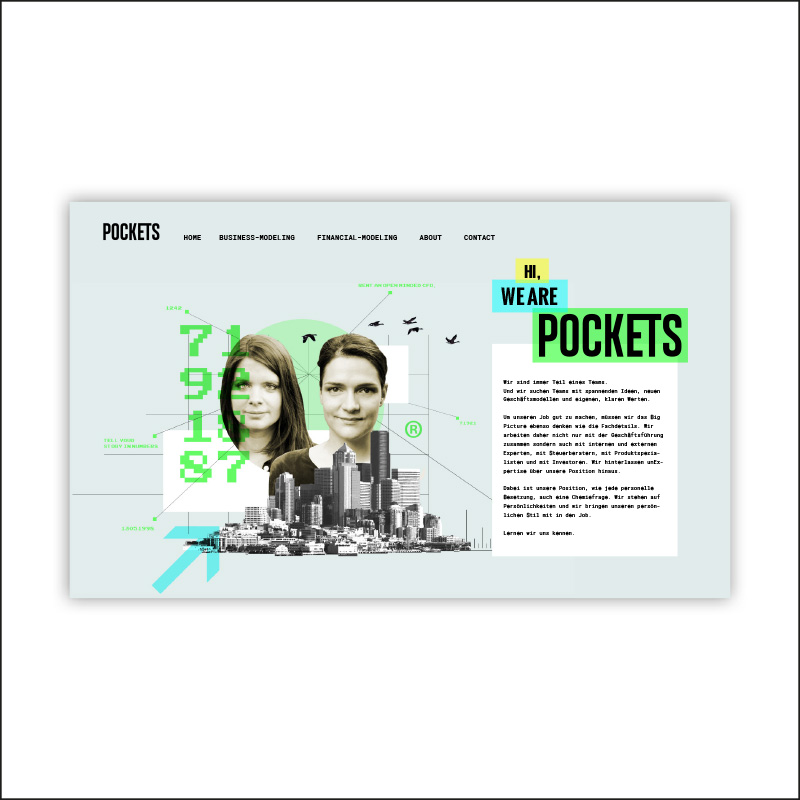 POCKETS
HOME BUSINESS-MODELING FINANCIAL-MODELING ABOUT CONTACT
HI,
WE ARE
POCKETS
71
9
1
87
®
Wir sind immer Teil eines Teams.
Und wir suchen Teams mit spannenden Ideen, neuen
Geschäftsmodellen und eigenen, klaren Werten.
Um unseren Job gut zu machen, müssen wir das Big
Picture ebenso denken wie die Fachdetails. Wir
arbeiten daher nicht nur mit der Geschäftsführung
zusammen sondern auch mit internen und externen
Experten, mit Steuerberatern, mit Produktspezia-
listen und mit Investoren. Wir hinterlassen unEx-
pertise über unsere Position hinaus.
Dabei ist unsere Position, wie jede personelle
Besetzung, auch eine Chemiefrage. Wir stehen auf
Persönlichkeiten und wir bringen unseren persön-
lichen Stil mit in den Job.
Lernen wir uns kennen.